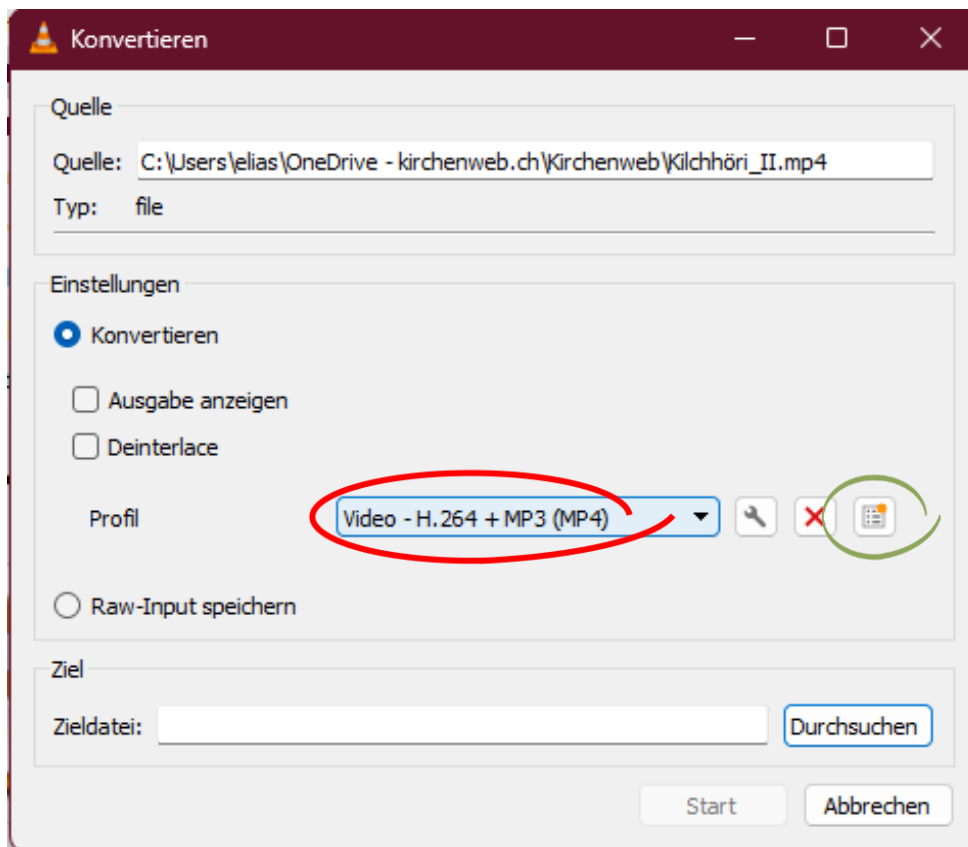 Konvertieren
Quelle
Quelle: C:\Users\elias\OneDrive - kirchenweb.ch\Kirchenweb\Kilchhöri_II.mp4
Typ: file
Einstellungen
Konvertieren
Ausgabe anzeigen
Deinterlace
Profil Video - H.264 + MP3 (MP4)
Raw-Input speichern
Ziel
Zieldatei: Durchsuchen
Start Abbrechen